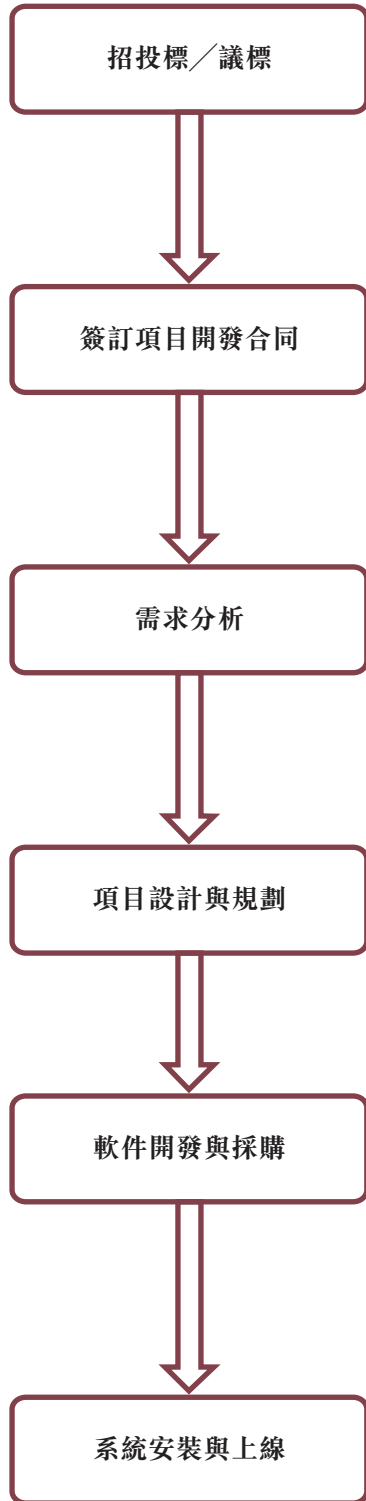 招投標╱議標
簽訂項目開發合同
需求分析
項目設計與規劃
軟件開發與採購
系統安裝與上線